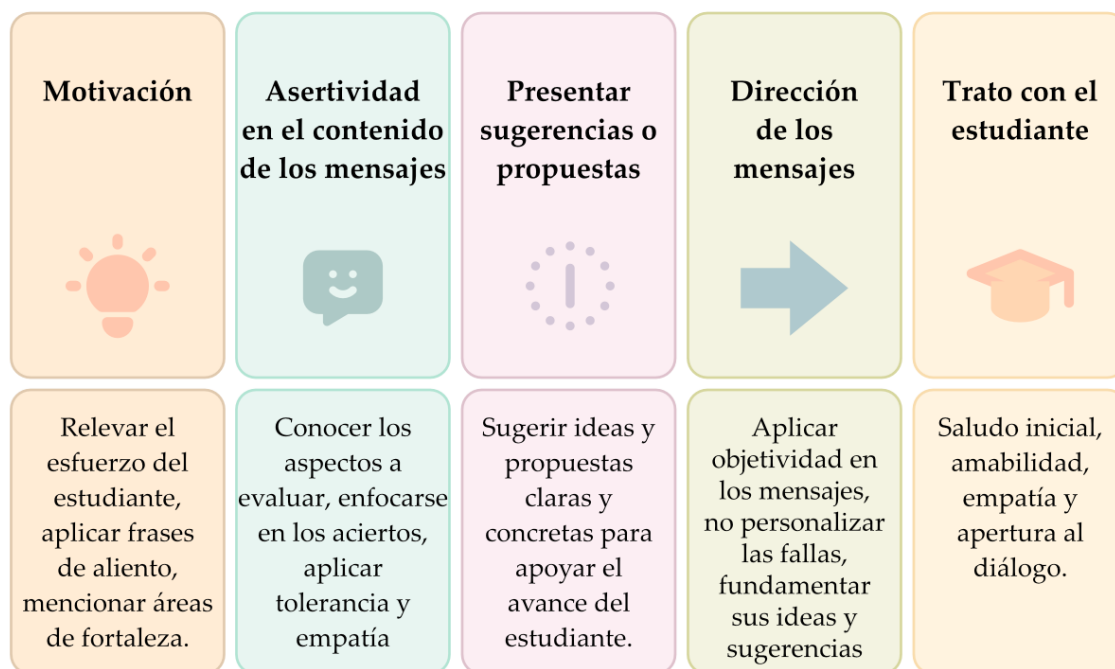 Motivación
Asertividad
en el contenido
de los mensajes
Presentar
sugerencias o
propuestas
Dirección
de los
mensajes
Trato con el
estudiante
Relevar el
esfuerzo del
estudiante,
aplicar frases
de aliento,
mencionar áreas
de fortaleza.
Conocer los
aspectos a
evaluar, enfocarse
en los aciertos,
aplicar
tolerancia y
empatía
Sugerir ideas y
propuestas
claras y
concretas para
apoyar el
avance del
estudiante.
Aplicar
objetividad en
los mensajes,
no personalizar
las fallas,
fundamentar
sus ideas y
sugerencias
Saludo inicial,
amabilidad,
empatía y
apertura al
diálogo.